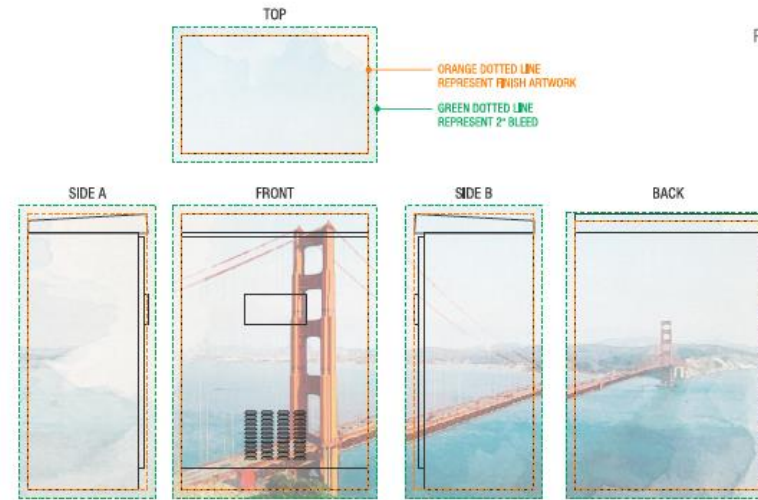 TOP
ORANGE DOTTED LINE
REPRESENT FINISH ARTWORK
GREEN DOTTED LINE
REPRESENT 2" BLEED
SIDE A
FRONT
SIDE B
BACK